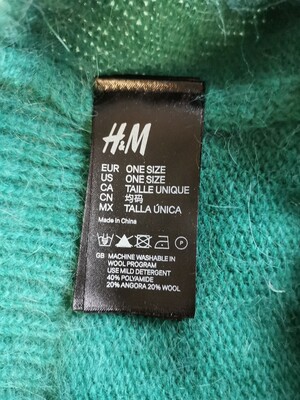 H&M
EUR ONE SIZE
US ONE SIZE
CA TAILLE UNIQUE
CN 均码
MX TALLA ÚNICA
Made in China
P
GB MACHINE WASHABLE IN
WOOL PROGRAM
USE MILD DETERGENT
40% POLYAMIDE
20% ANGORA 20% WOOL